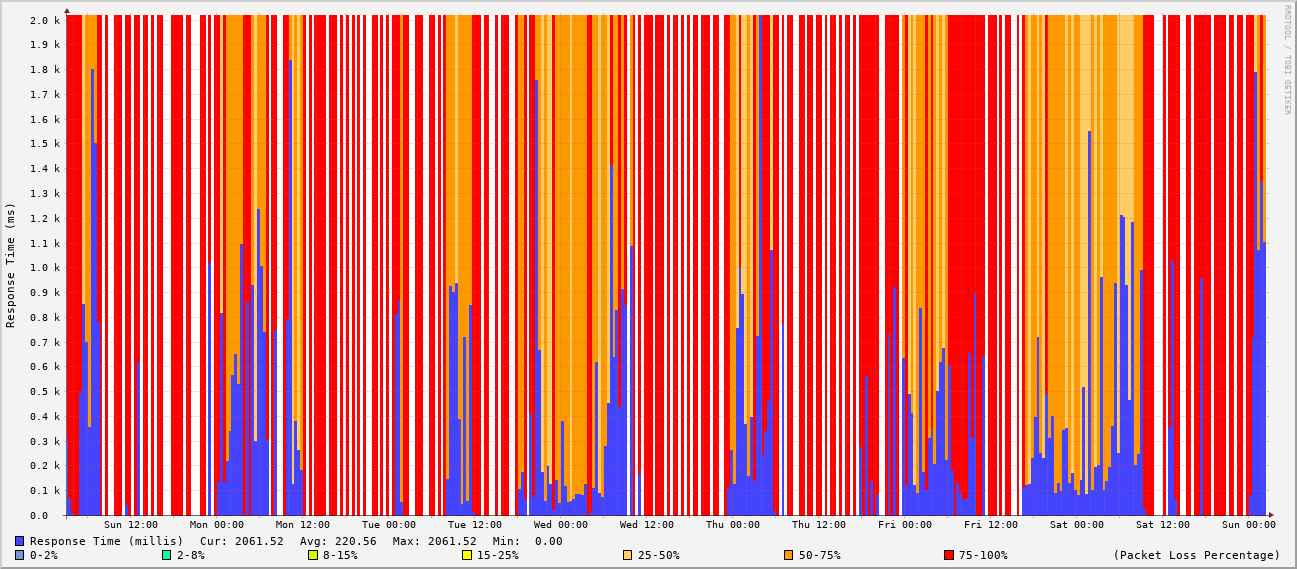 RRDTOOL / TOBI OETIKER
Response Time (ms)
2.0 k
1.9 k
1.8 k
1.7 k
1.6 k
1.5 k
1.4 k
1.3 k
1.2 k
1.1 k
1.0 k
0.9 k
0.8 k
0.7 k
0.6 k
0.5 k
0.4 k
0.3 k
0.2 k
0.1 k
0.0
Sun 12:00 Mon 00:00 Mon 12:00 Tue 00:00 Tue 12:00 Wed 00:00 Wed 12:00 Thu 00:00 Thu 12:00 Fri 00:00 Fri 12:00 Sat 00:00 Sat 12:00 Sun 00:00
Response Time (millis) Cur: 2061.52 Avg: 220.56 Max: 2061.52 Min: 0.00
0-2% 2-8% 8-15% 15-25% 25-50% 50-75% 75-100% (Packet Loss Percentage)